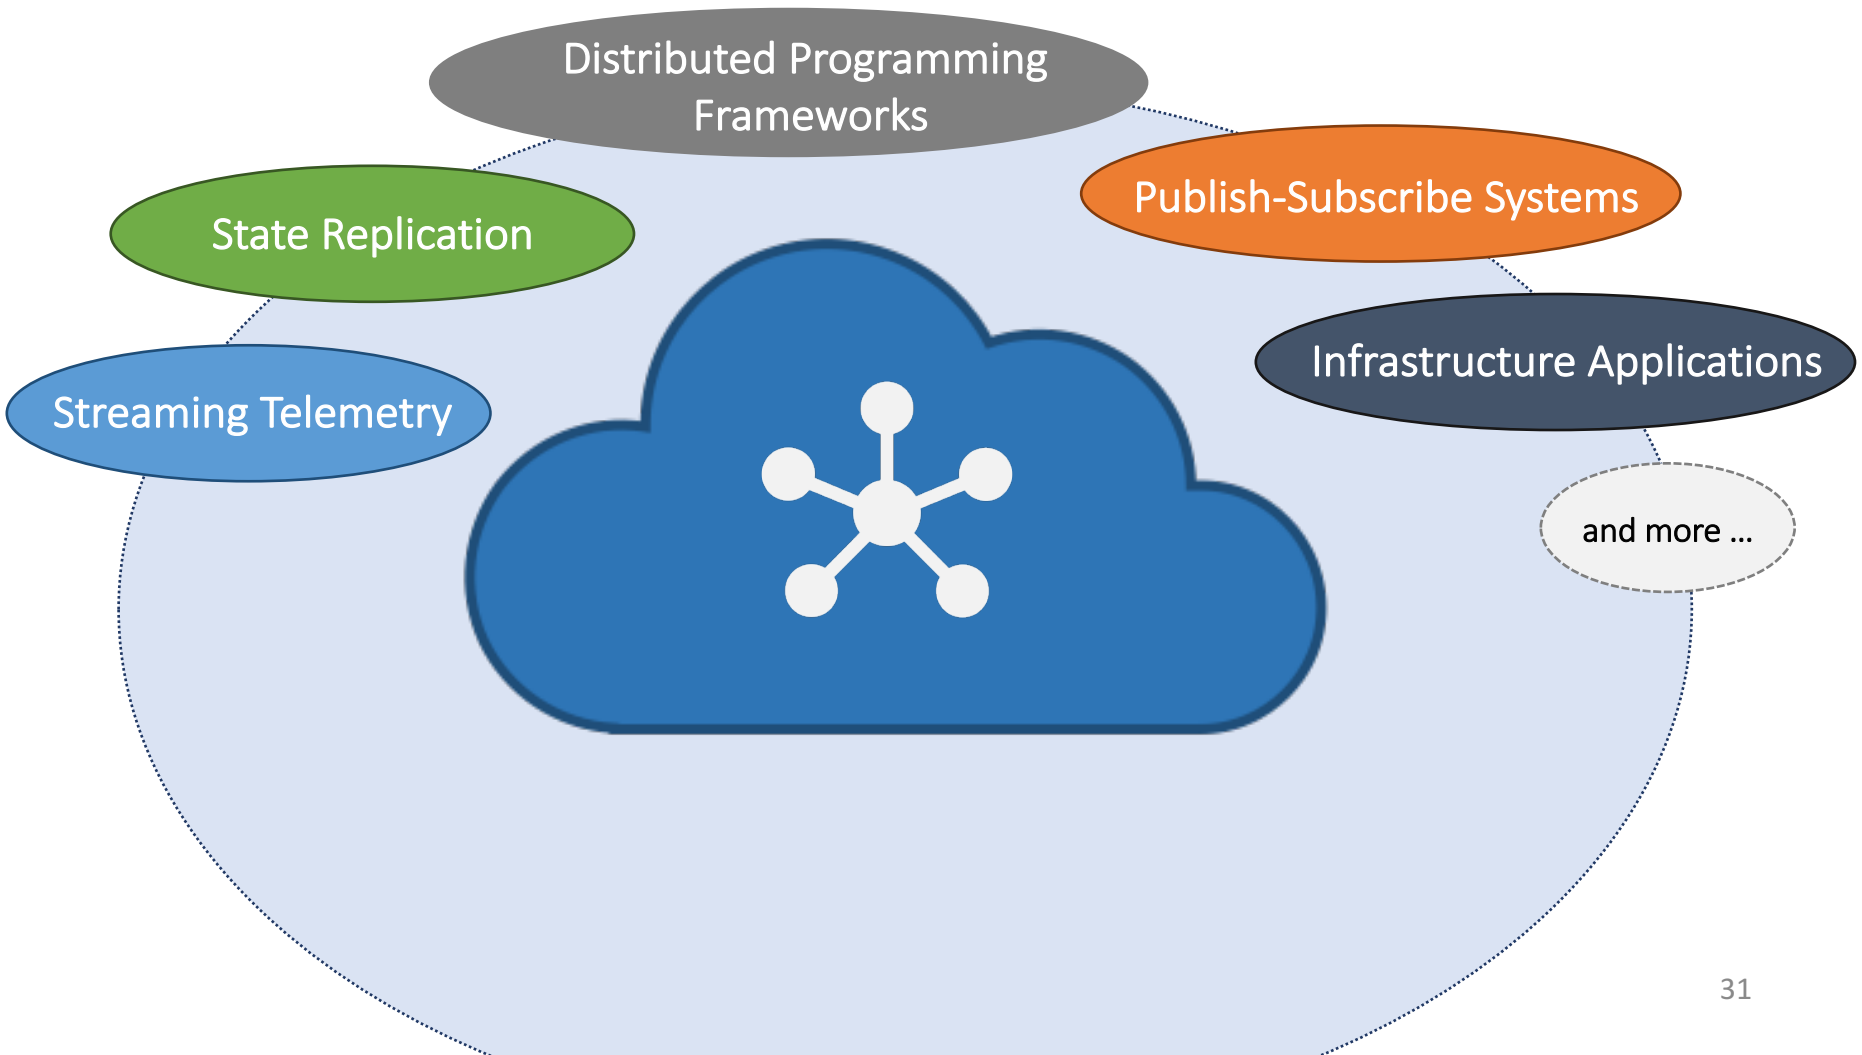 Distributed Programming
Frameworks
Publish-Subscribe Systems
State Replication
Infrastructure Applications
Streaming Telemetry
and more ...
31